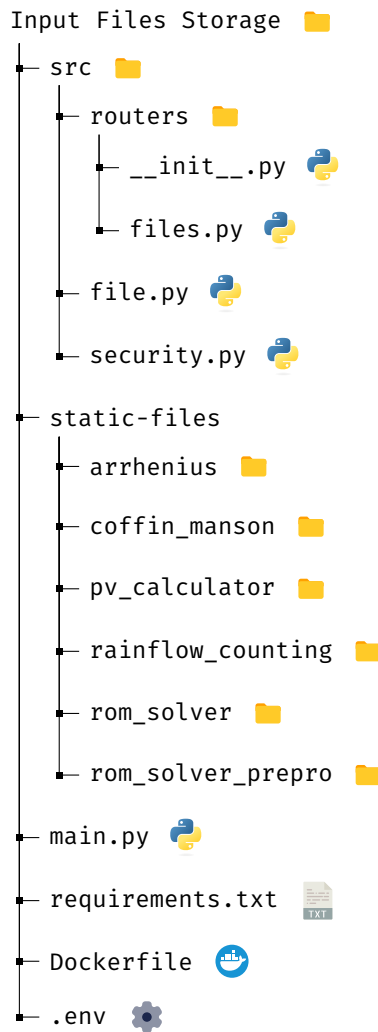 Input Files Storage
src
routers
__init__.py
files.py
file.py
security.py
static-files
arrhenius
coffin_manson
pv_calculator
rainflow_counting
rom_solver
rom_solver_prepro
main.py
requirements.txt
TXT
Dockerfile
.env